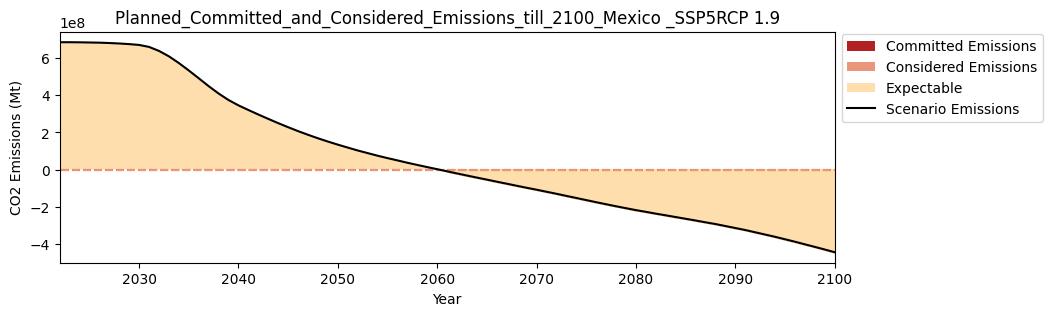 Planned_Committed_and_Considered_Emissions_till_2100_Mexico _SSP5RCP 1.9
1e8
CO2 Emissions (Mt)
6
4
2
0
−2
−4
2030 2040 2050 2060 2070 2080 2090 2100
Year
Committed Emissions
Considered Emissions
Expectable
Scenario Emissions